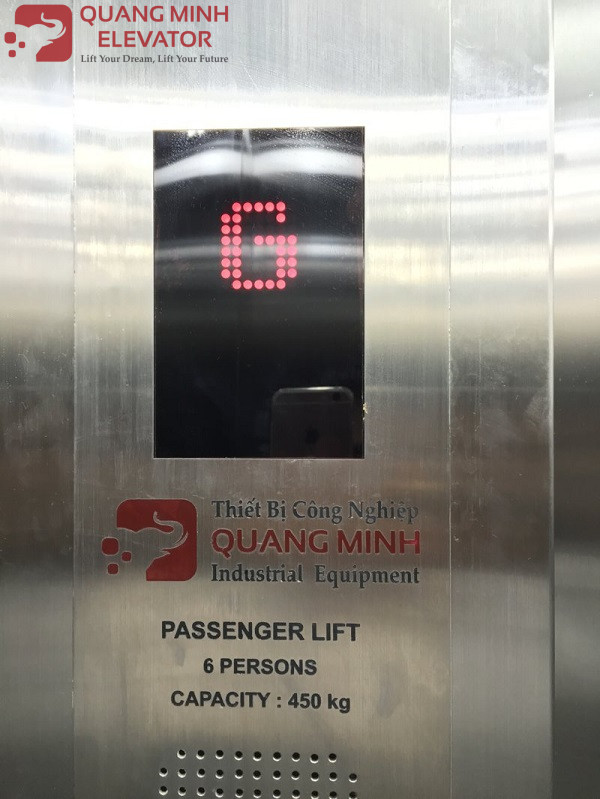 QUANG MINH
ELEVATOR
Lift Your Dream, Lift Your Future
G
Thiết Bị Công Nghiệp
QUANG MINH
Industrial Equipment
PASSENGER LIFT
6 PERSONS
CAPACITY : 450 kg